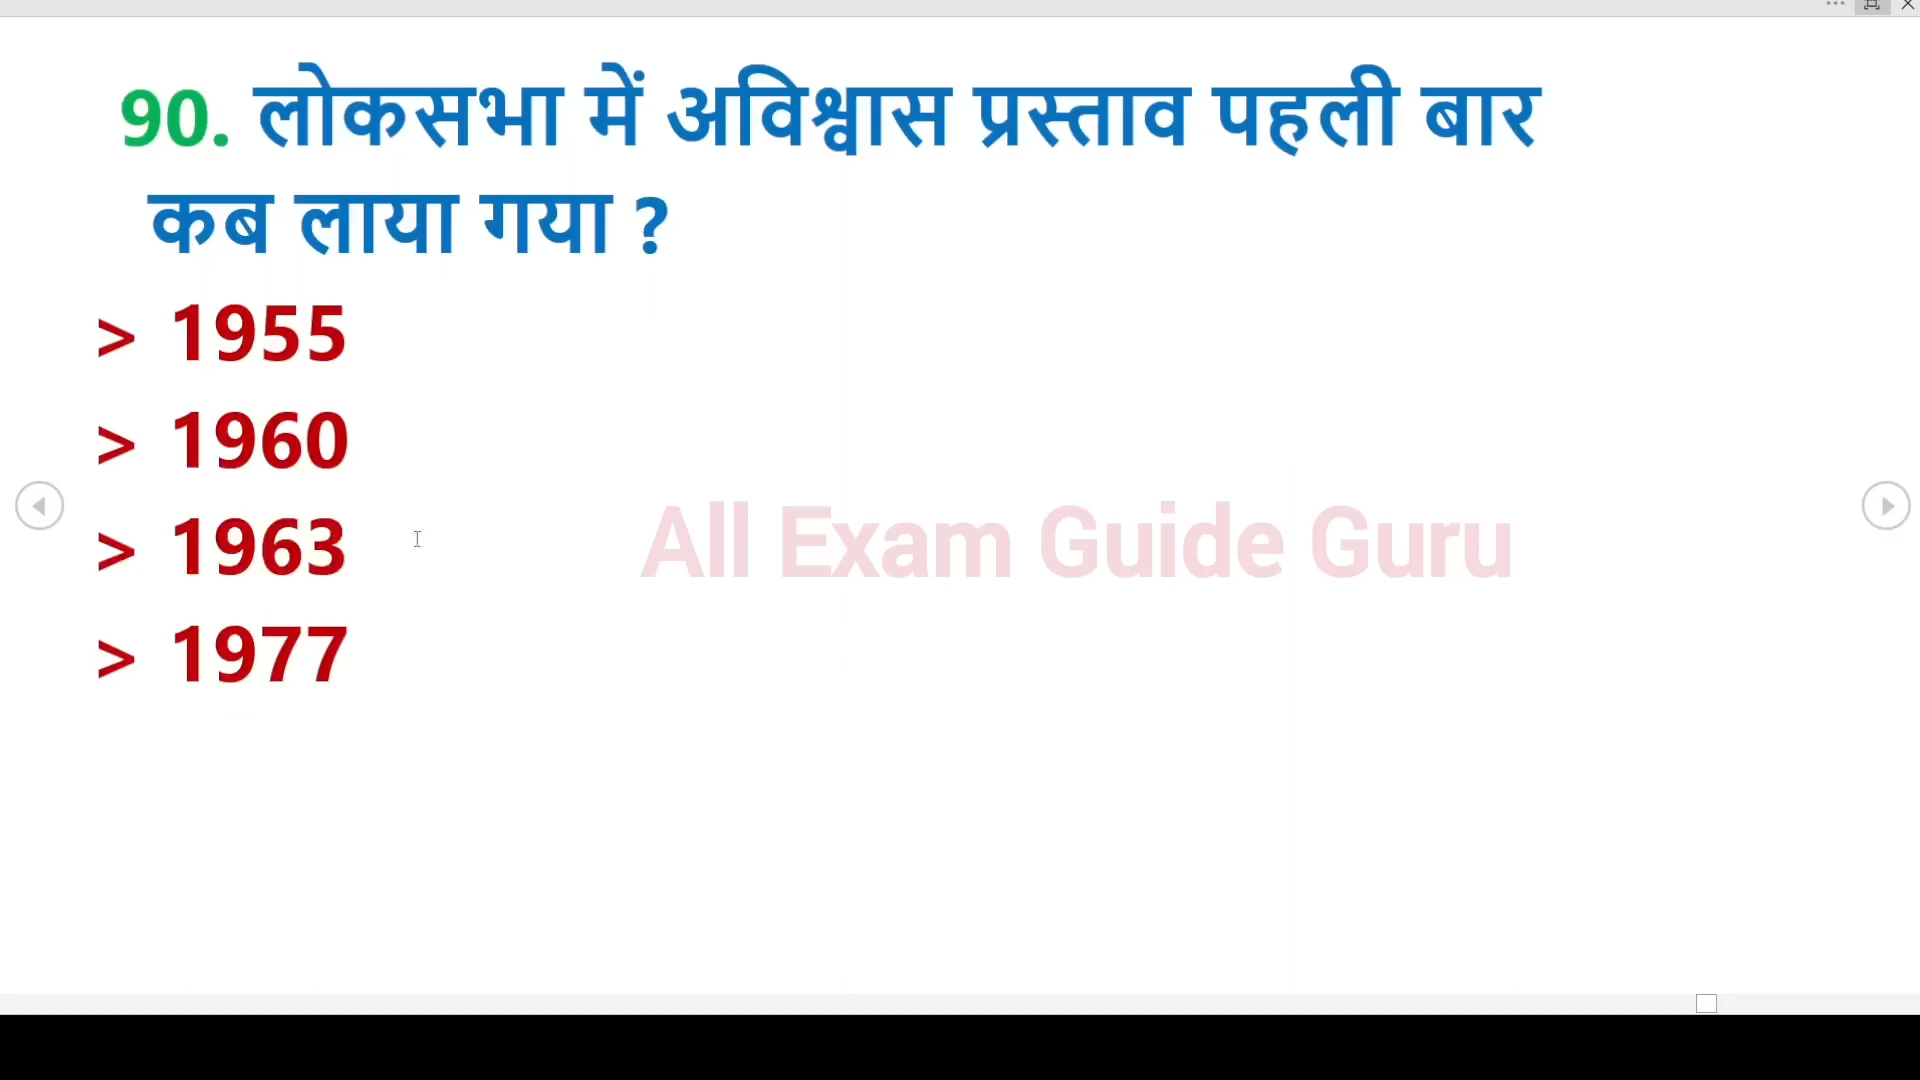 90. लोकसभा में अविश्वास प्रस्ताव पहली बार
कब लाया गया ?
> 1955
> 1960
> 1963
> 1977
All Exam Guide Guru